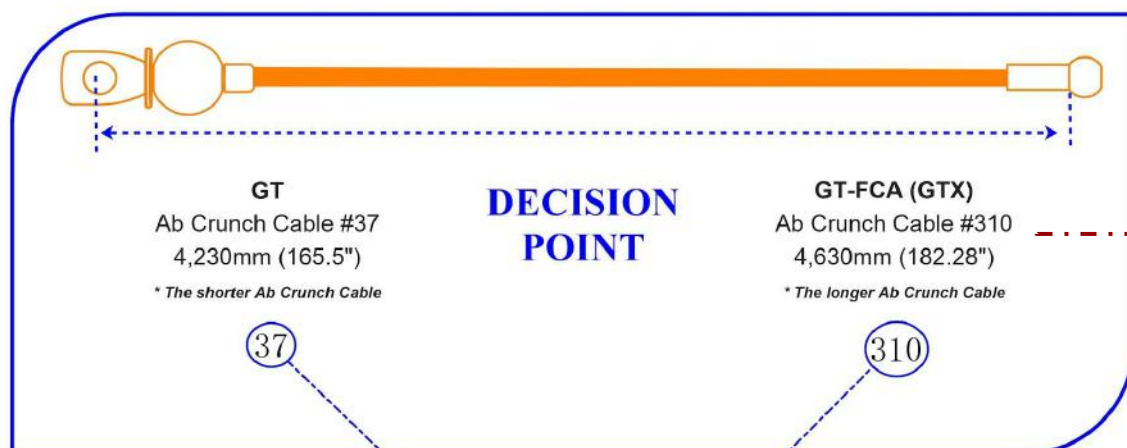 GT
Ab Crunch Cable #37
4,230mm (165.5")
* The shorter Ab Crunch Cable
37
DECISION
POINT
GT-FCA (GTX)
Ab Crunch Cable #310
4,630mm (182.28")
* The longer Ab Crunch Cable
310